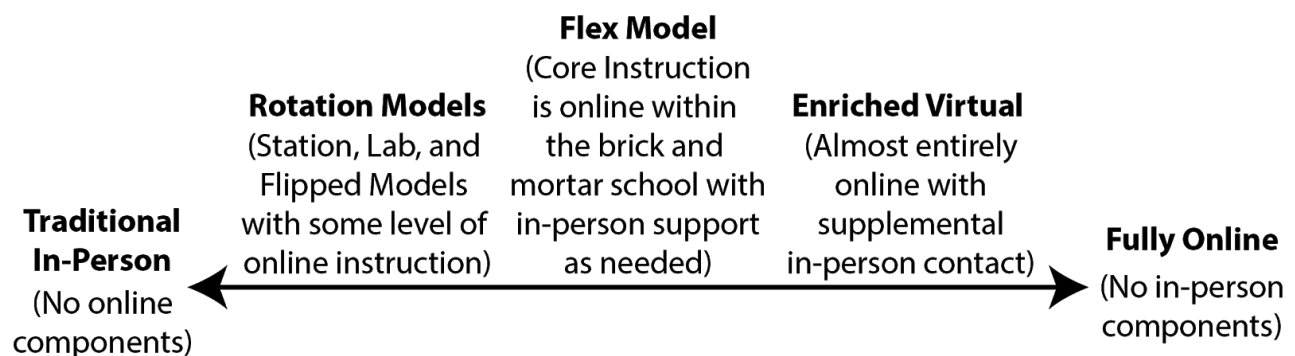 Traditional
In-Person
(No online
components)
Rotation Models
(Station, Lab, and
Flipped Models
with some level of
online instruction)
Flex Model
(Core Instruction
is online within
the brick and
mortar school with
in-person support
as needed)
Enriched Virtual
(Almost entirely
online with
supplemental
in-person contact)
Fully Online
(No in-person
components)